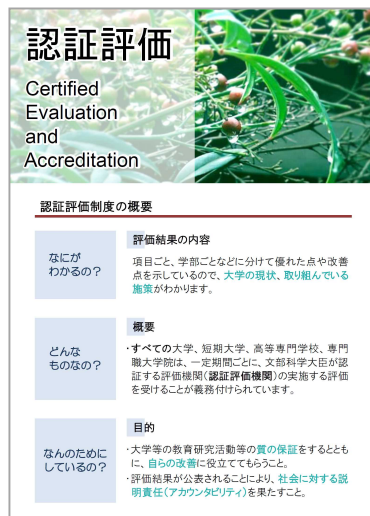 認証評価
Certified
Evaluation
and
Accreditation
認証評価制度の概要
なにが
わかるの？
評価結果の内容
項目ごと、学部ごとなどに分けて優れた点や改善
点を示しているので、大学の現状、取り組んでいる
施策がわかります。
どんな
ものなの？
概要
・すべての大学、短期大学、高等専門学校、専門
職大学院は、一定期間ごとに、文部科学大臣が認
証する評価機関（認証評価機関）の実施する評価
を受けることが義務付けられています。
なんのために
しているの？
目的
・大学等の教育研究活動等の質の保証をするととも
に、自らの改善に役立ててもらうこと。
・評価結果が公表されることにより、社会に対する説
明責任（アカウンタビリティ）を果たすこと。